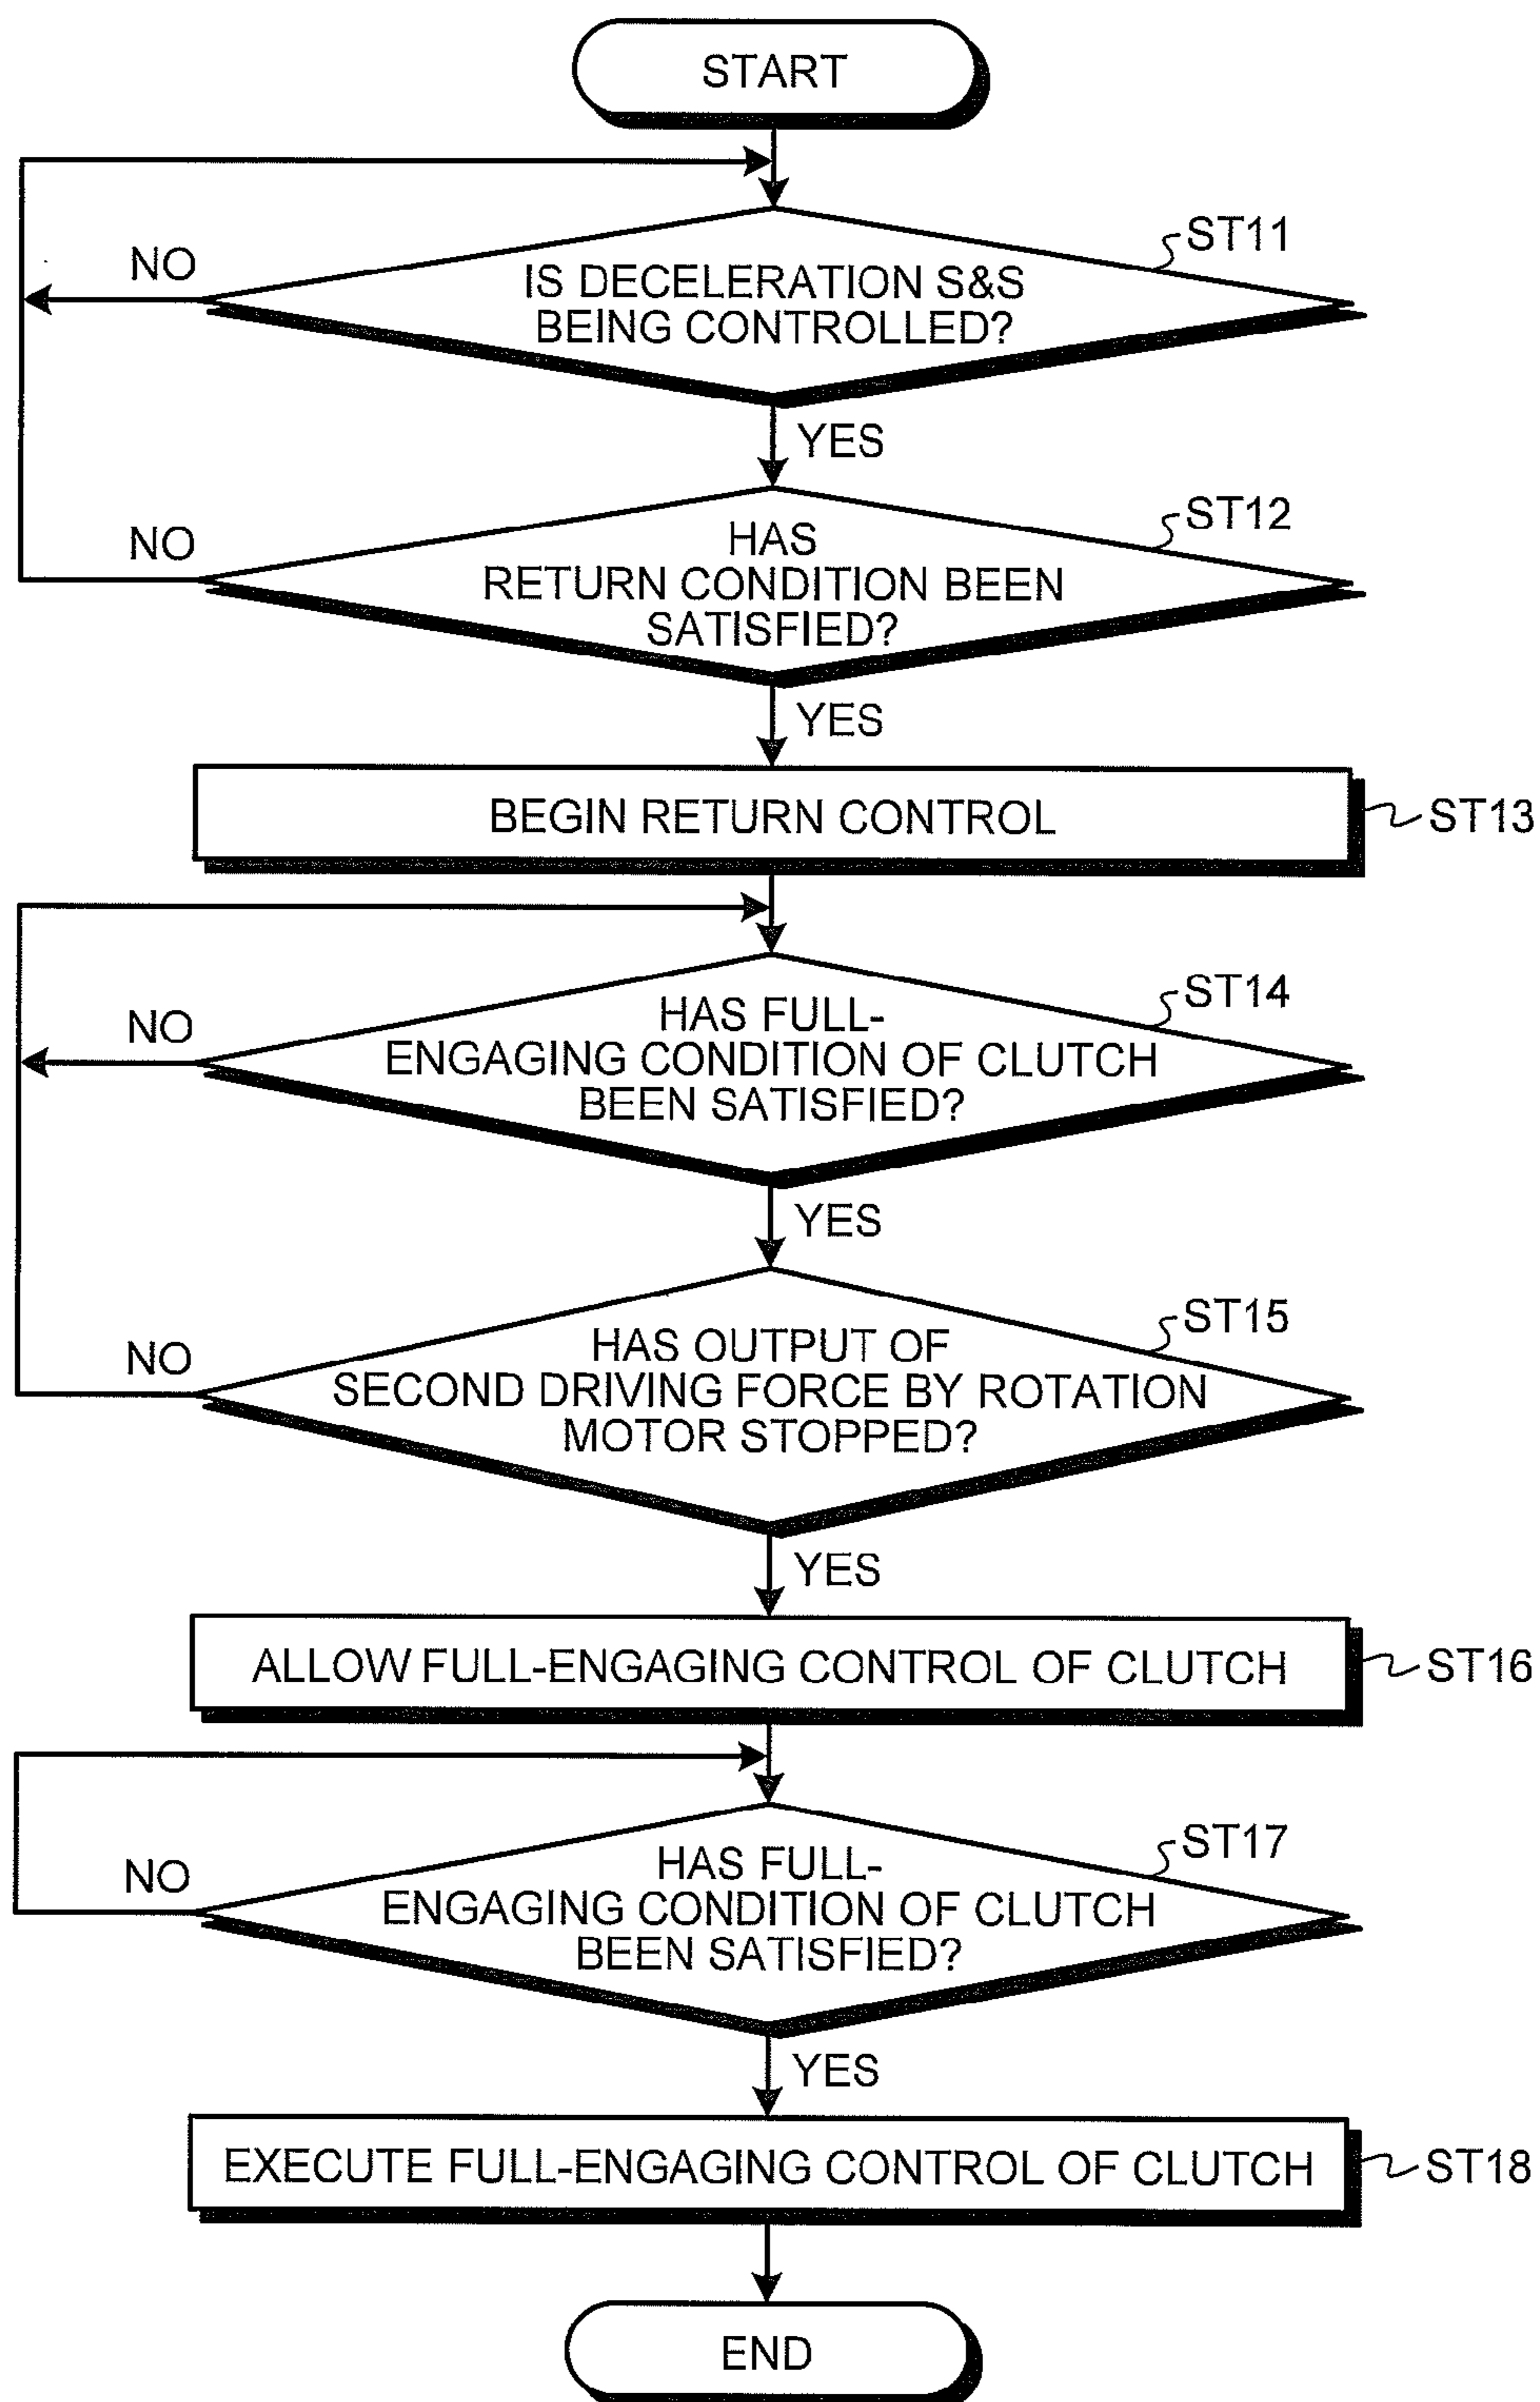 START
ST11
NO
IS DECELERATION S&S
BEING CONTROLLED?
YES
ST12
NO
HAS
RETURN CONDITION BEEN
SATISFIED?
YES
BEGIN RETURN CONTROL
ST13
ST14
NO
HAS FULL-
ENGAGING CONDITION OF CLUTCH
BEEN SATISFIED?
YES
ST15
NO
HAS OUTPUT OF
SECOND DRIVING FORCE BY ROTATION
MOTOR STOPPED?
YES
ALLOW FULL-ENGAGING CONTROL OF CLUTCH
ST16
ST17
NO
HAS FULL-
ENGAGING CONDITION OF CLUTCH
BEEN SATISFIED?
YES
EXECUTE FULL-ENGAGING CONTROL OF CLUTCH
ST18
END